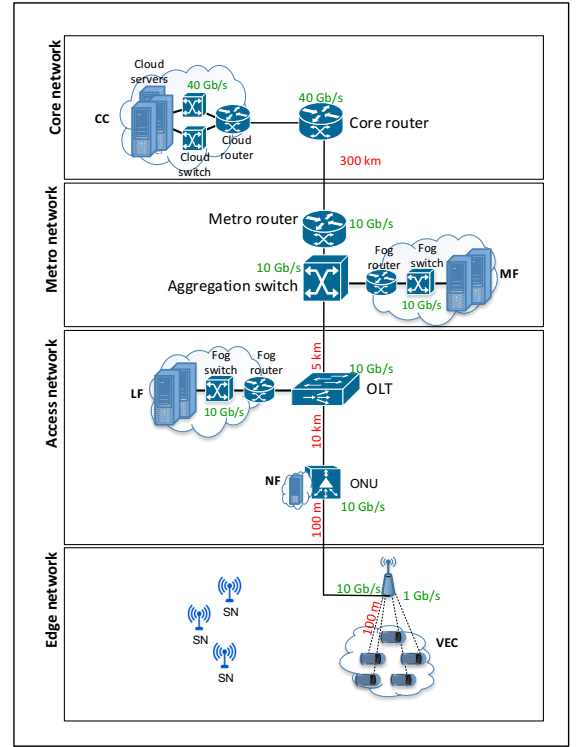 Core network
Cloud
servers
40 Gb/s
40 Gb/s
CC
Core router
Cloud
router
Cloud
switch
300 km
Metro network
Metro router
10 Gb/s
Fog
router
Fog
switch
10 Gb/s
MF
Aggregation switch
10 Gb/s
Access network
5 km
Fog
switch
Fog
router
10 Gb/s
LF
OLT
10 Gb/s
10 km
NF
ONU
10 Gb/s
100 m
Edge network
10 Gb/s
1 Gb/s
100 m
SN
SN
SN
VEC